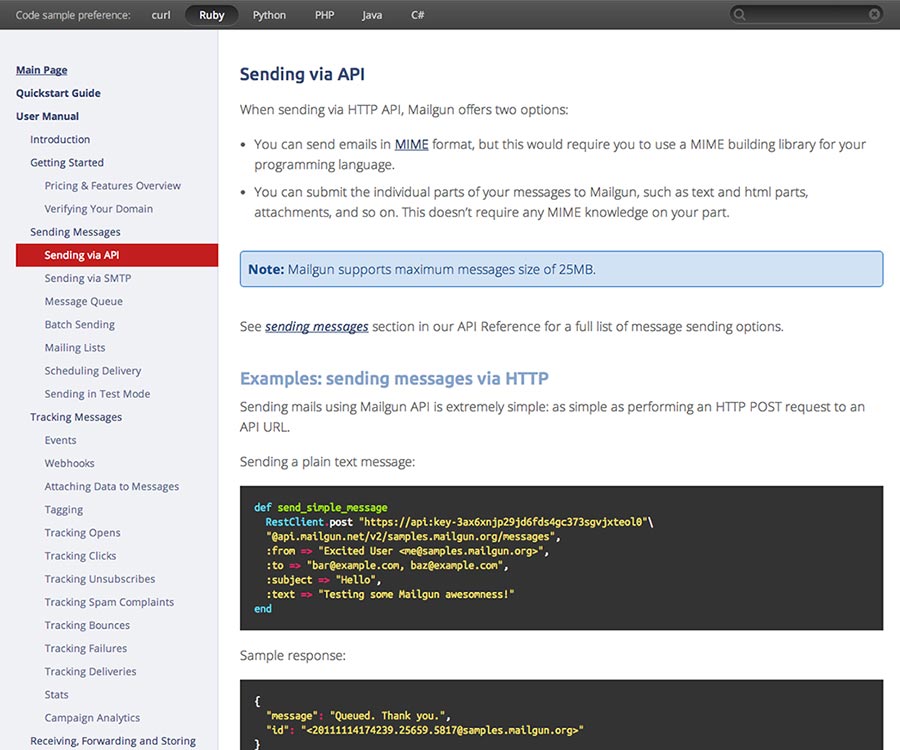 Code sample preference: curl Ruby Python PHP Java C#
Main Page
Quickstart Guide
User Manual
Introduction
Getting Started
Pricing & Features Overview
Verifying Your Domain
Sending Messages
Sending via API
Sending via SMTP
Message Queue
Batch Sending
Mailing Lists
Scheduling Delivery
Sending in Test Mode
Tracking Messages
Events
Webhooks
Attaching Data to Messages
Tagging
Tracking Opens
Tracking Clicks
Tracking Unsubscribes
Tracking Spam Complaints
Tracking Bounces
Tracking Failures
Tracking Deliveries
Stats
Campaign Analytics
Receiving, Forwarding and Storing
Sending via API
When sending via HTTP API, Mailgun offers two options:
• You can send emails in MIME format, but this would require you to use a MIME building library for your
programming language.
• You can submit the individual parts of your messages to Mailgun, such as text and html parts,
attachments, and so on. This doesn’t require any MIME knowledge on your part.
Note: Mailgun supports maximum messages size of 25MB.
See sending messages section in our API Reference for a full list of message sending options.
Examples: sending messages via HTTP
Sending mails using Mailgun API is extremely simple: as simple as performing an HTTP POST request to an
API URL.
Sending a plain text message:
def send_simple_message
RestClient.post "https://api:key-3ax6xnjp29jd6fds4gc373sgvjxteol0"\
"@api.mailgun.net/v2/samples.mailgun.org/messages",
:from => "Excited User <me@samples.mailgun.org>",
:to => "bar@example.com, baz@example.com",
:subject => "Hello",
:text => "Testing some Mailgun awesomness!"
end
Sample response:
{
"message": "Queued. Thank you.",
"id": "<20111114174239.25659.5817@samples.mailgun.org>"
}